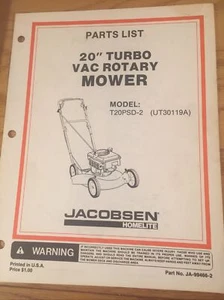 PARTS LIST
20" TURBO
VAC ROTARY
MOWER
MODEL:
T20PSD-2 (UT30119A)
JACOBSEN
HOMELITE
WARNING
Printed in U.S.A.
Price $1.00
Part No. JA-98466-2